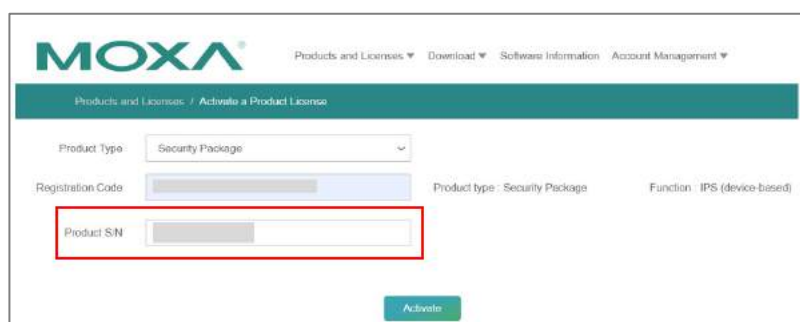 MOXA
Products and Licenses ▼ Download ▼ Software Information Account Management ▼
Products and Licenses / Activate a Product License
Product Type Security Package
Registration Code Product type : Security Package Function : IPS (device-based)
Product S/N
Activate